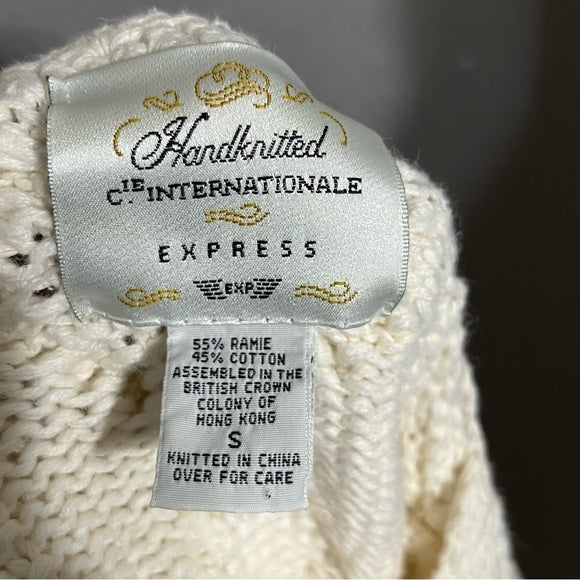 Handknitted
CIE INTERNATIONALE
EXPRESS
EXP
55% RAMIE
45% COTTON
ASSEMBLED IN THE
BRITISH CROWN
COLONY OF
HONG KONG
S
KNITTED IN CHINA
OVER FOR CARE